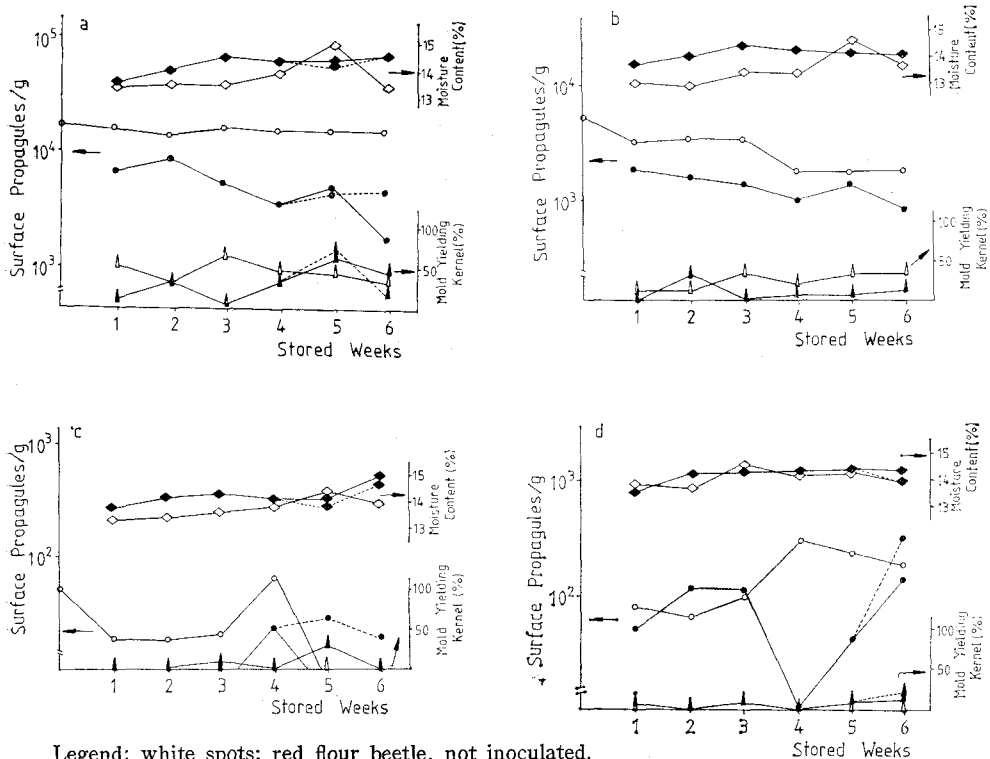 a
10⁵
10⁴
10³
Surface Propagules/g
15
14
13
Moisture
Content(%)
100
50
Mold Yielding
Kernel(%)
1 2 3 4 5 6
Stored Weeks
b
10⁴
10³
Surface Propagules/g
15
14
13
Moisture
Content(%)
100
50
Mold Yielding
Kernel(%)
1 2 3 4 5 6
Stored Weeks
c
10³
10²
Surface Propagules/g
15
14
13
Moisture
Content (%)
100
50
Mold Yielding
Kernel (%)
1 2 3 4 5 6
Stored Weeks
d
10³
10²
Surface Propagules/g
15
14
13
Moisture
Content(%)
100
50
Mold Yielding
Kernel (%)
1 2 3 4 5 6
Stored Weeks
Legend: white spots: red flour beetle, not inoculated.